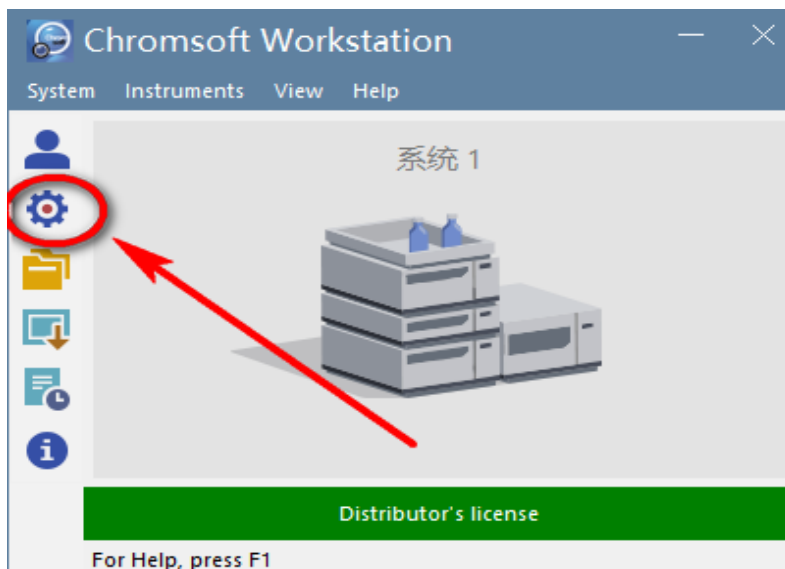 Chromsoft Workstation
System Instruments View Help
系统 1
Distributor's license
For Help, press F1